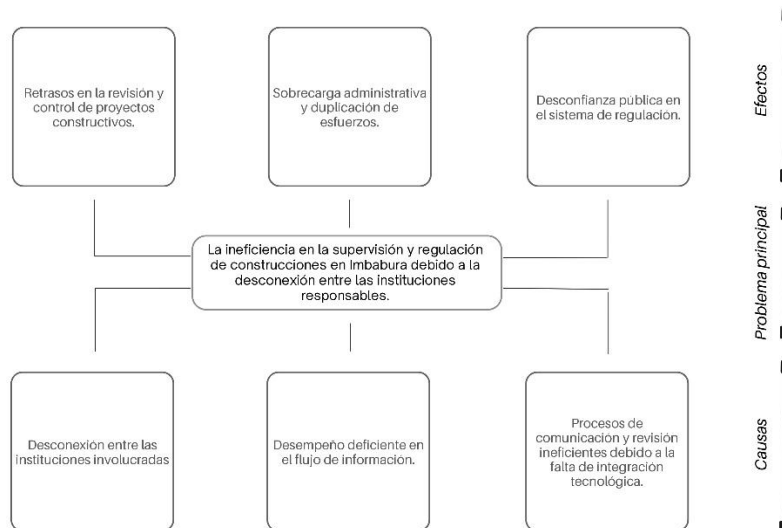 Retrasos en la revisión y
control de proyectos
constructivos.
Sobrecarga administrativa
y duplicación de
esfuerzos.
Desconfianza pública en
el sistema de regulación.
Efectos
La ineficiencia en la supervisión y regulación
de construcciones en Imbabura debido a la
desconexión entre las instituciones
responsables.
Problema principal
Desconexión entre las
instituciones involucradas
Desempeño deficiente en
el flujo de información.
Procesos de
comunicación y revisión
ineficientes debido a la
falta de integración
tecnológica.
Causas